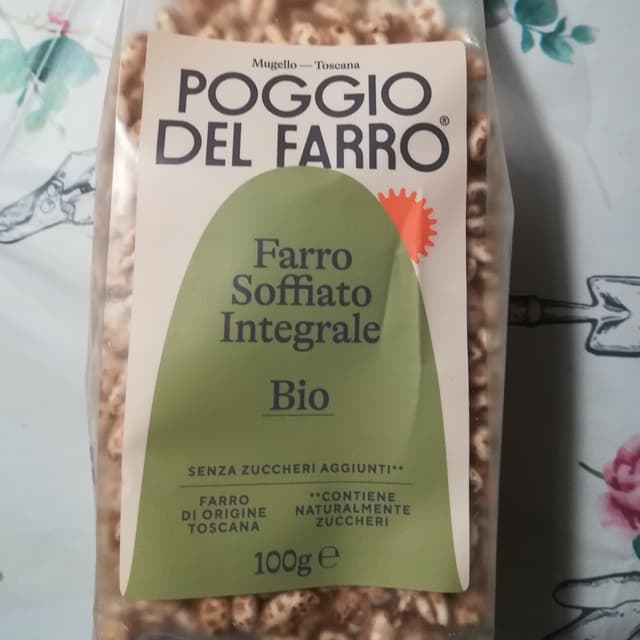 Mugello — Toscana
POGGIO
DEL FARRO®
Farro
Soffiato
Integrale
Bio
SENZA ZUCCHERI AGGIUNTI**
FARRO
DI ORIGINE
TOSCANA
**CONTIENE
NATURALMENTE
ZUCCHERI
100g ℮